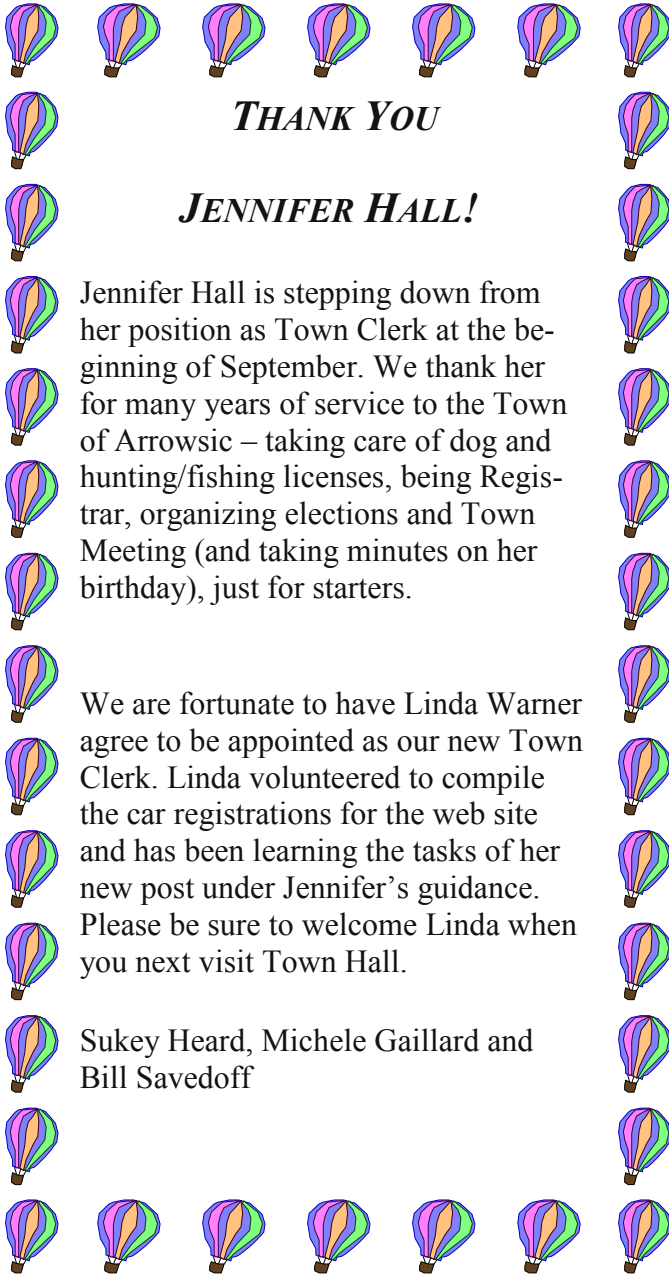 THANK YOU
JENNIFER HALL!
Jennifer Hall is stepping down from
her position as Town Clerk at the be-
ginning of September. We thank her
for many years of service to the Town
of Arrowsic – taking care of dog and
hunting/fishing licenses, being Regis-
trar, organizing elections and Town
Meeting (and taking minutes on her
birthday), just for starters.
We are fortunate to have Linda Warner
agree to be appointed as our new Town
Clerk. Linda volunteered to compile
the car registrations for the web site
and has been learning the tasks of her
new post under Jennifer’s guidance.
Please be sure to welcome Linda when
you next visit Town Hall.
Sukey Heard, Michele Gaillard and
Bill Savedoff